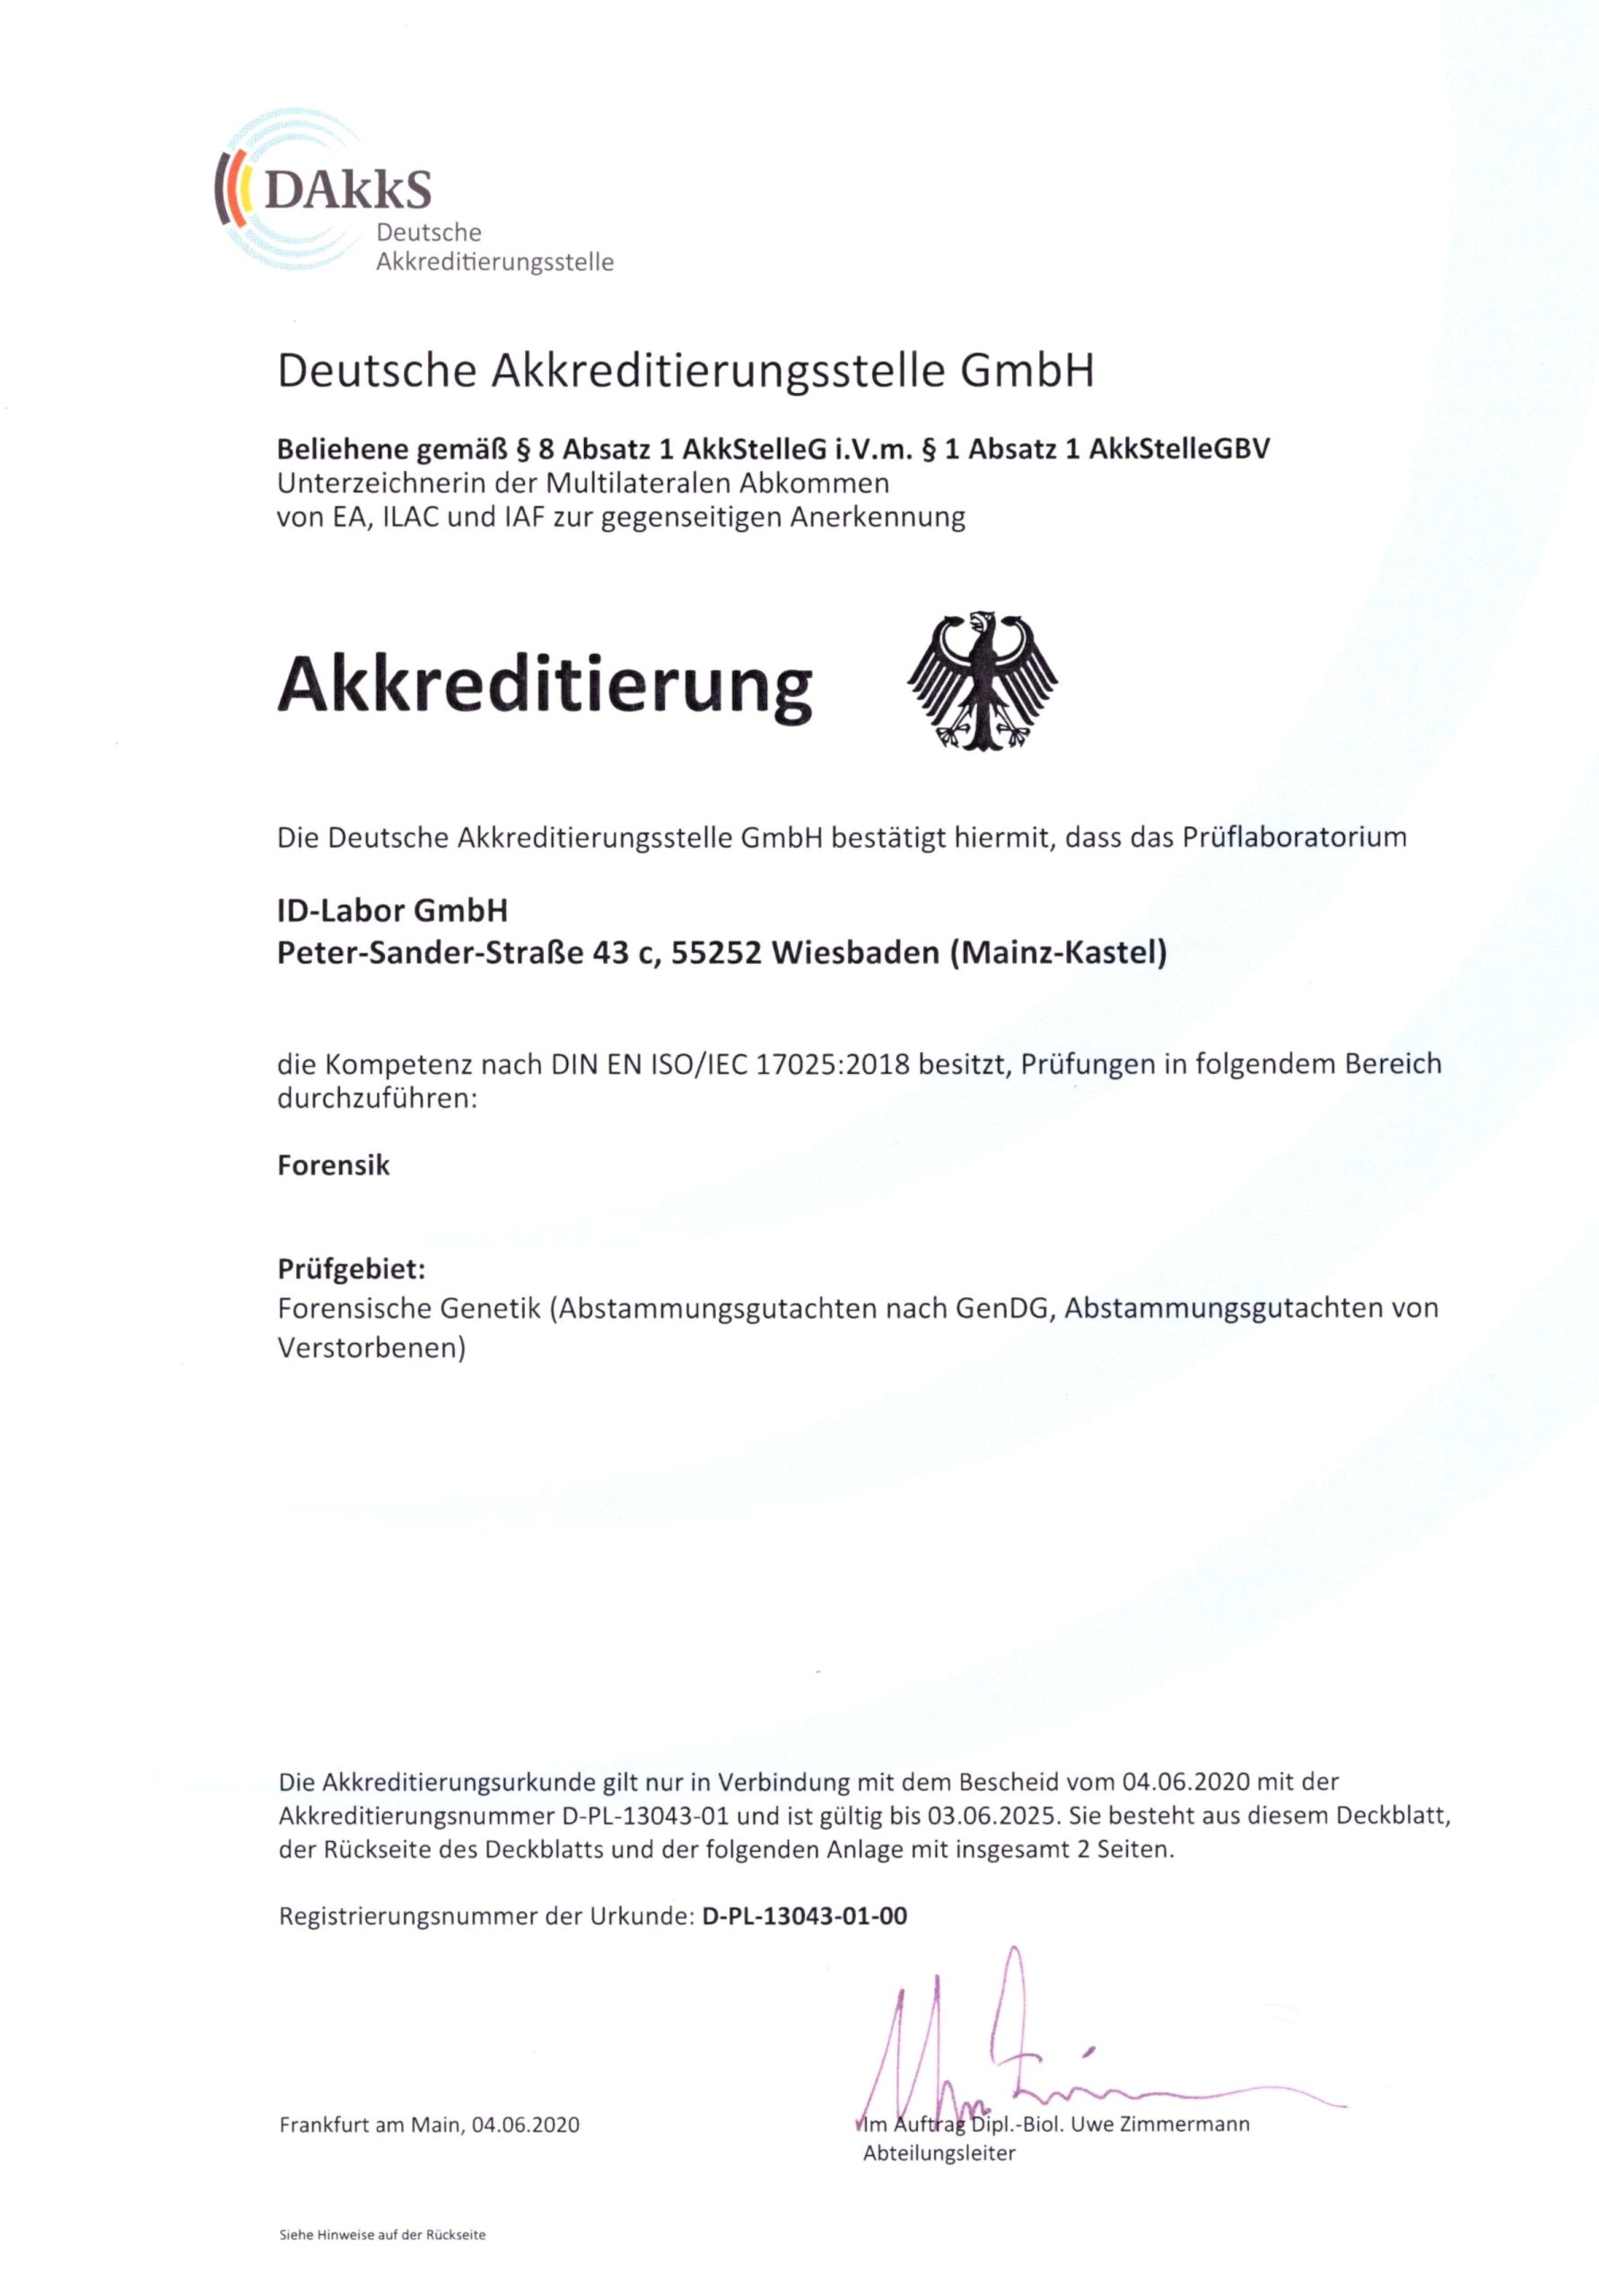 DAkkS
Deutsche
Akkreditierungsstelle
Deutsche Akkreditierungsstelle GmbH
Beliehene gemäß § 8 Absatz 1 AkkStelleG i.V.m. § 1 Absatz 1 AkkStelleGBV
Unterzeichnerin der Multilateralen Abkommen
von EA, ILAC und IAF zur gegenseitigen Anerkennung
Akkreditierung
Die Deutsche Akkreditierungsstelle GmbH bestätigt hiermit, dass das Prüflaboratorium
ID-Labor GmbH
Peter-Sander-Straße 43 c, 55252 Wiesbaden (Mainz-Kastel)
die Kompetenz nach DIN EN ISO/IEC 17025:2018 besitzt, Prüfungen in folgendem Bereich
durchzuführen:
Forensik
Prüfgebiet:
Forensische Genetik (Abstammungsgutachten nach GenDG, Abstammungsgutachten von
Verstorbenen)
Die Akkreditierungsurkunde gilt nur in Verbindung mit dem Bescheid vom 04.06.2020 mit der
Akkreditierungsnummer D-PL-13043-01 und ist gültig bis 03.06.2025. Sie besteht aus diesem Deckblatt,
der Rückseite des Deckblatts und der folgenden Anlage mit insgesamt 2 Seiten.
Registrierungsnummer der Urkunde: D-PL-13043-01-00
Frankfurt am Main, 04.06.2020
Im Auftrag Dipl.-Biol. Uwe Zimmermann
Abteilungsleiter
Siehe Hinweise auf der Rückseite